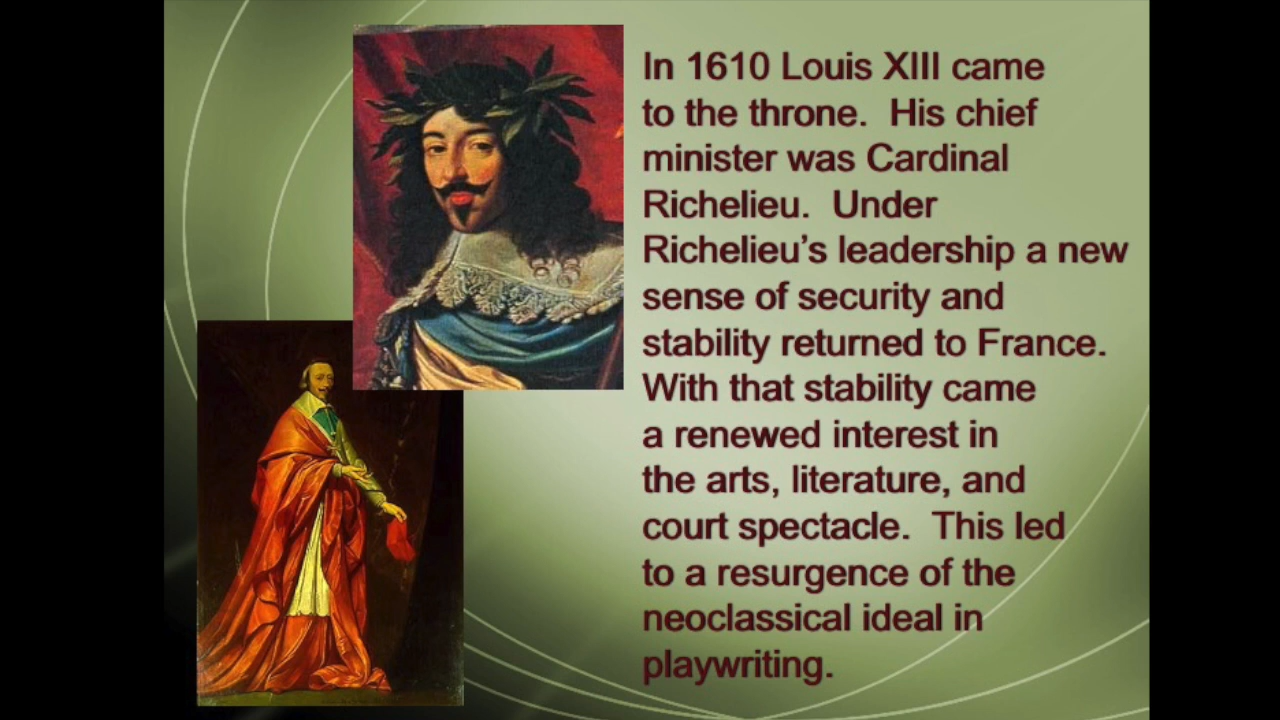 In 1610 Louis XIII came
to the throne.  His chief
minister was Cardinal
Richelieu.  Under
Richelieu’s leadership a new
sense of security and
stability returned to France.
With that stability came
a renewed interest in
the arts, literature, and
court spectacle.  This led
to a resurgence of the
neoclassical ideal in
playwriting.